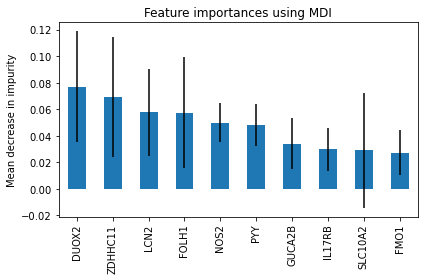 Feature importances using MDI
Mean decrease in impurity
0.12
0.10
0.08
0.06
0.04
0.02
0.00
−0.02
DUOX2
ZDHHC11
LCN2
FOLH1
NOS2
PYY
GUCA2B
IL17RB
SLC10A2
FMO1